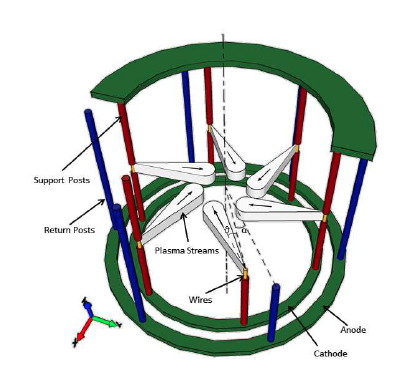 Support Posts
Return Posts
Plasma Streams
θ
α
Wires
Anode
Cathode